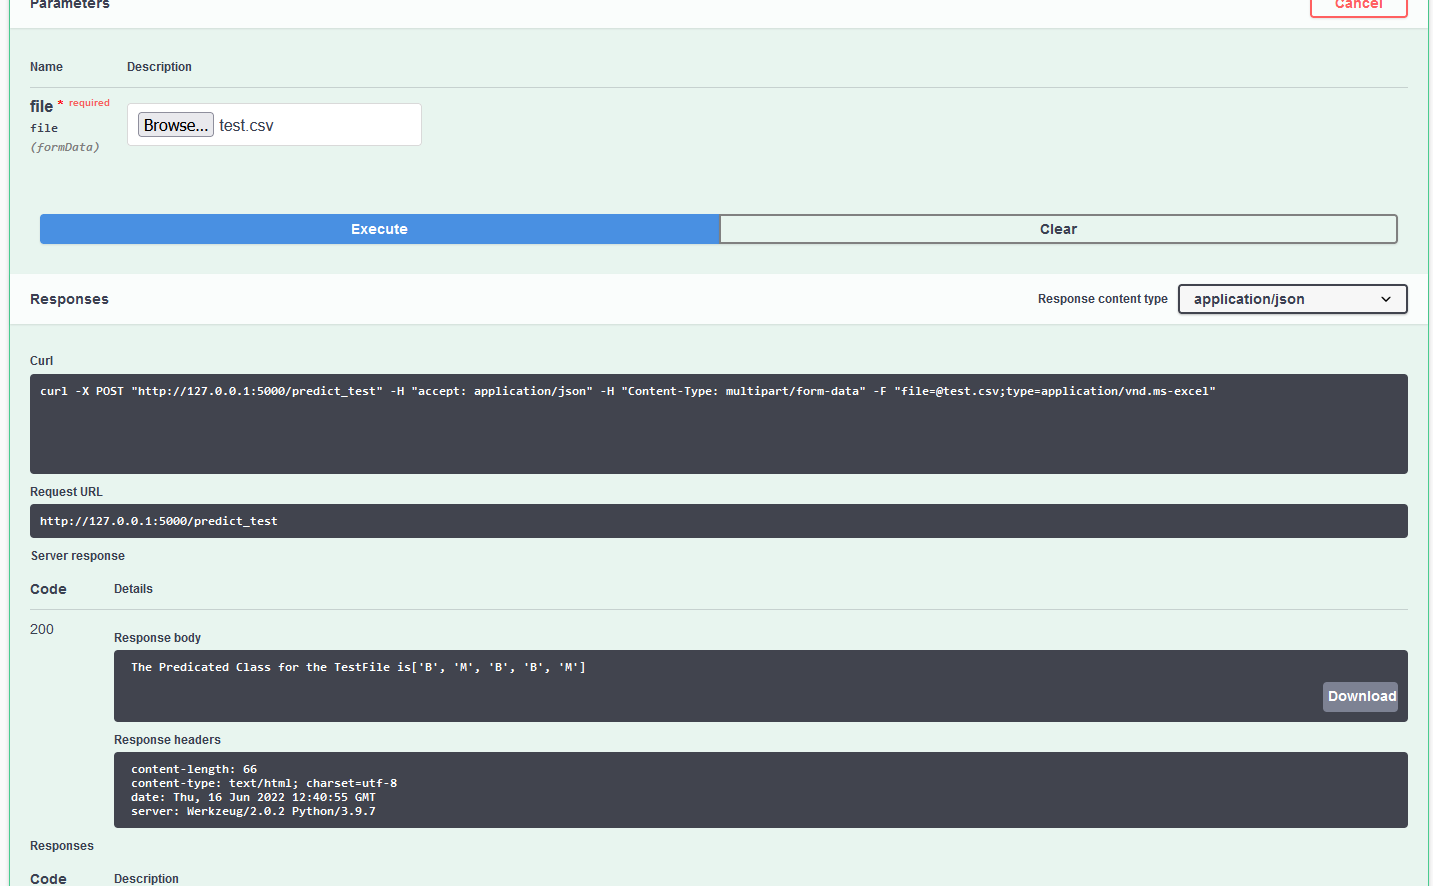 Parameters
Cancel
Name
Description
file * required
file
(formData)
Browse... test.csv
Execute
Clear
Responses
Response content type
application/json
Curl
curl -X POST "http://127.0.0.1:5000/predict_test" -H "accept: application/json" -H "Content-Type: multipart/form-data" -F "file=@test.csv;type=application/vnd.ms-excel"
Request URL
http://127.0.0.1:5000/predict_test
Server response
Code
Details
200
Response body
The Predicated Class for the TestFile is['B', 'M', 'B', 'B', 'M']
Download
Response headers
content-length: 66
content-type: text/html; charset=utf-8
date: Thu, 16 Jun 2022 12:40:55 GMT
server: Werkzeug/2.0.2 Python/3.9.7
Responses
Code
Description